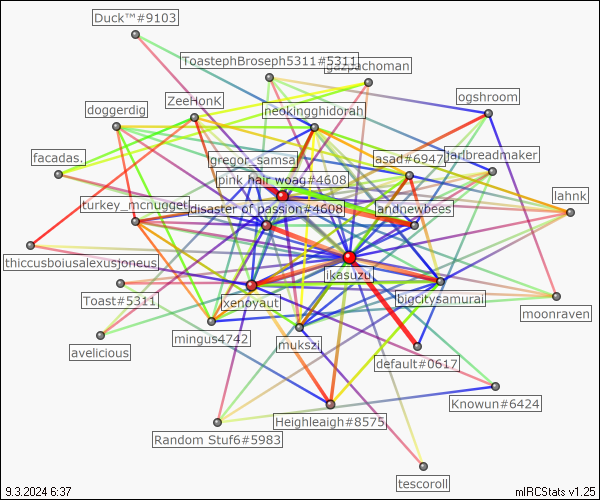 Duck™#9103
ToastephBroseph5311#5311
gazpachoman
ogshroom
ZeeHonK
doggerdig
neokingghidorah
facadas.
gregor_samsa
asad#6947
Jarlbreadmaker
pink hair woag#4608
lahnk
turkey_mcnugget
disaster of passion#4608
andnewbees
thiccusboiuscuriousjoneus
ikasuzu
Toast#5311
xenoyaut
bigcitysamurai
moonraven
avelicious
mingus4742
mukszi
default#0617
Knowun#6424
Random Stuf6#5983
Heighleaigh#8575
tescoroll
9.3.2024 6:37
mIRCStats v1.25